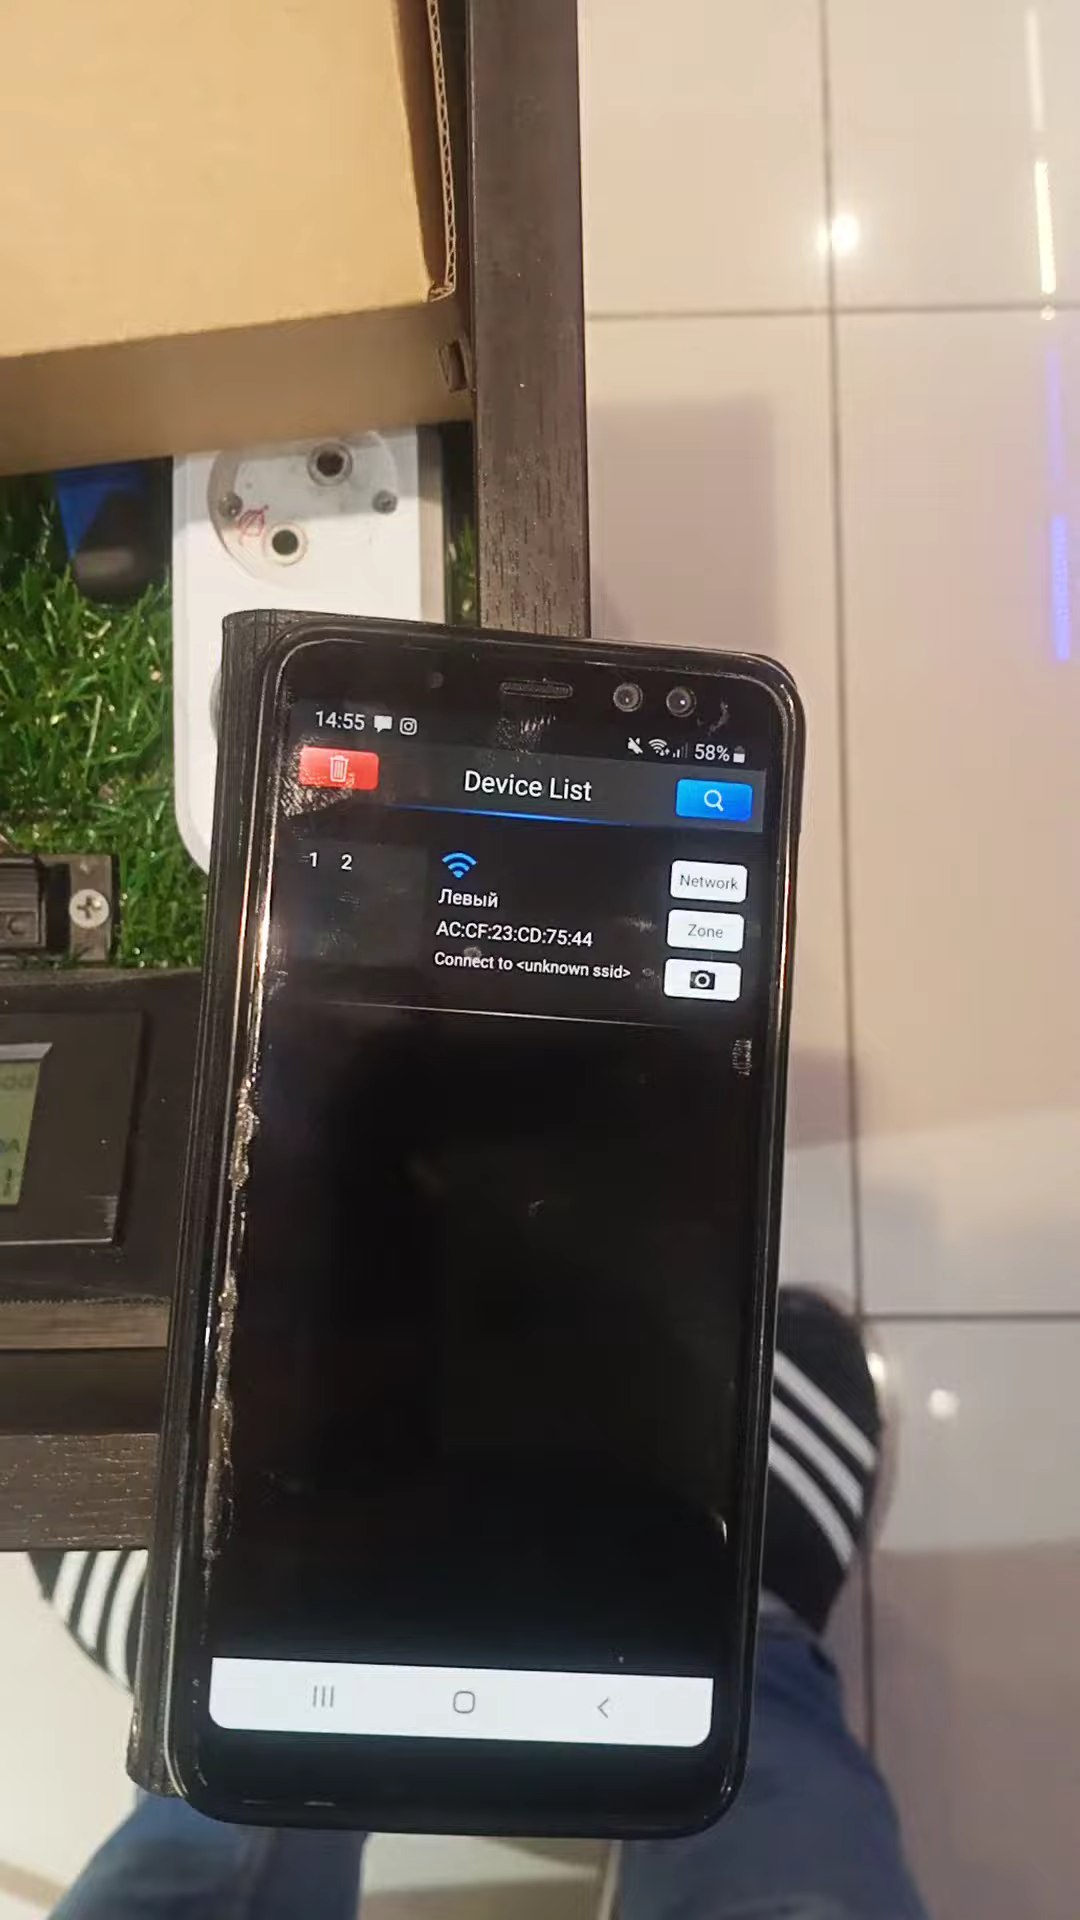 14:55
58%
Device List
1 2
Левый
AC:CF:23:CD:75:44
Connect to <unknown ssid>
Network
Zone